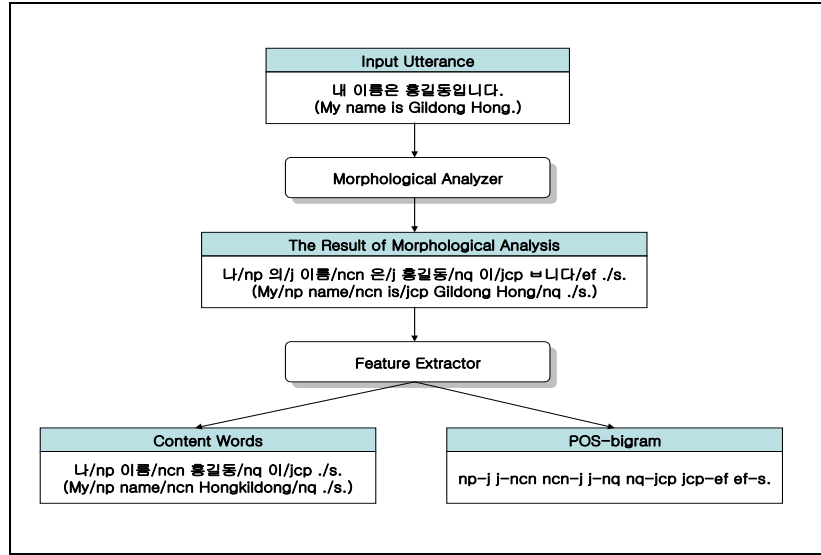 Input Utterance
내 이름은 홍길동입니다.
(My name is Gildong Hong.)
Morphological Analyzer
The Result of Morphological Analysis
나/np 의/j 이름/ncn 은/j 홍길동/nq 이/jcp ㅂ니다/ef ./s.
(My/np name/ncn is/jcp Gildong Hong/nq ./s.)
Feature Extractor
Content Words
나/np 이름/ncn 홍길동/nq 이/jcp ./s.
(My/np name/ncn Hongkildong/nq ./s.)
POS-bigram
np-j j-ncn ncn-j j-nq nq-jcp jcp-ef ef-s.